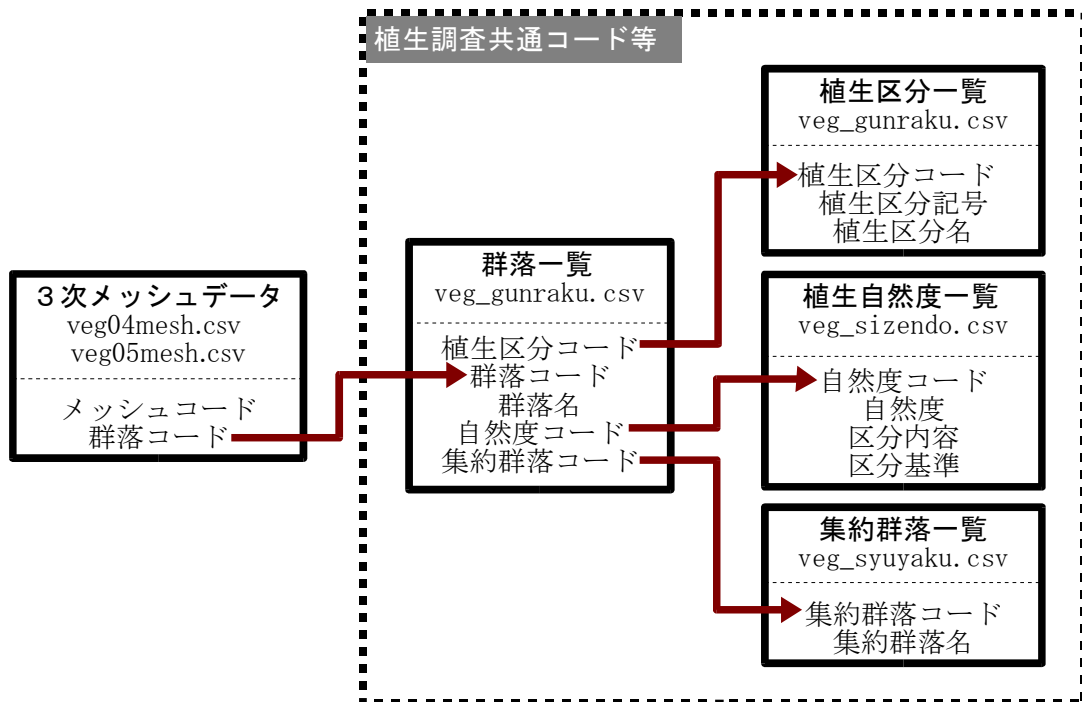 植生調査共通コード等
３次メッシュデータ
veg04mesh.csv
veg05mesh.csv
メッシュコード
群落コード
群落一覧
veg_gunraku.csv
植生区分コード
群落コード
群落名
自然度コード
集約群落コード
植生区分一覧
veg_gunraku.csv
植生区分コード
植生区分記号
植生区分名
植生自然度一覧
veg_sizendo.csv
自然度コード
自然度
区分内容
区分基準
集約群落一覧
veg_syuyaku.csv
集約群落コード
集約群落名